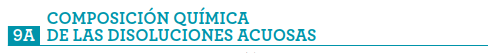 COMPOSICIÓN QUÍMICA
9A DE LAS DISOLUCIONES ACUOSAS